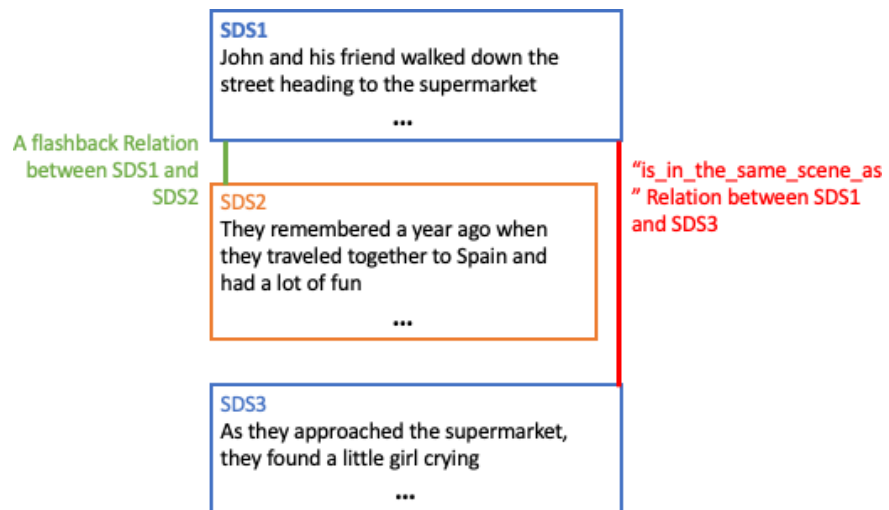 SDS1
John and his friend walked down the
street heading to the supermarket
...
A flashback Relation
between SDS1 and
SDS2
"is_in_the_same_scene_as
" Relation between SDS1
and SDS3
SDS2
They remembered a year ago when
they traveled together to Spain and
had a lot of fun
...
SDS3
As they approached the supermarket,
they found a little girl crying
...